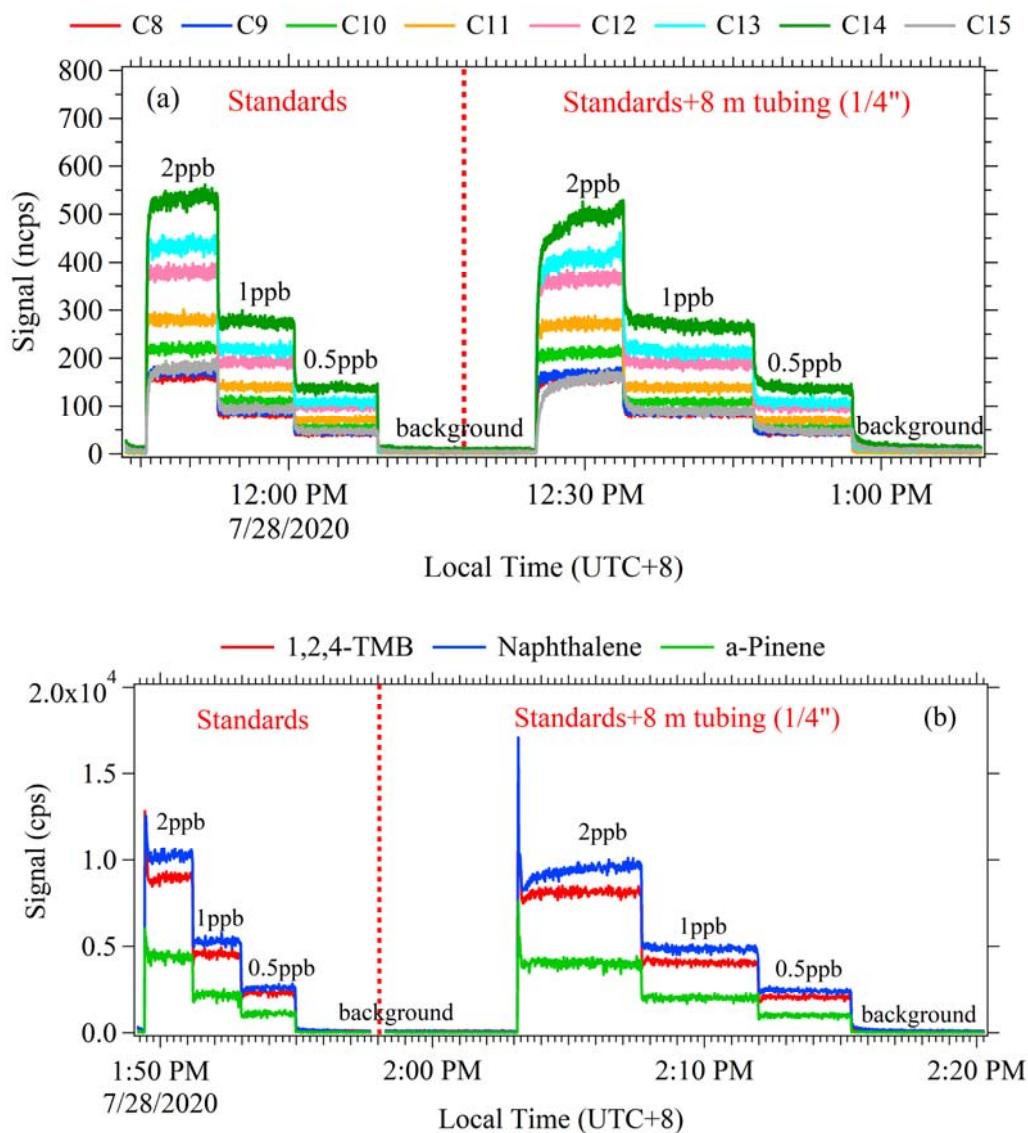 C8 C9 C10 C11 C12 C13 C14 C15
(a) Standards Standards+8 m tubing (1/4")
800
700
600
500
400
300
200
100
0
Signal (ncps)
2ppb
1ppb
0.5ppb
background
2ppb
1ppb
0.5ppb
background
12:00 PM 12:30 PM 1:00 PM
7/28/2020
Local Time (UTC+8)
1,2,4-TMB Naphthalene a-Pinene
Standards Standards+8 m tubing (1/4") (b)
2.0x10 4
1.5
1.0
0.5
0.0
Signal (cps)
2ppb
1ppb
0.5ppb
background
2ppb
1ppb
0.5ppb
background
1:50 PM 2:00 PM 2:10 PM 2:20 PM
7/28/2020
Local Time (UTC+8)